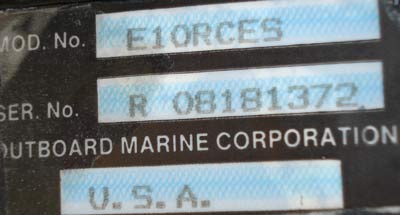 MOD. No. E10RCES
SER. No. R 08181372
OUTBOARD MARINE CORPORATION
U.S.A.